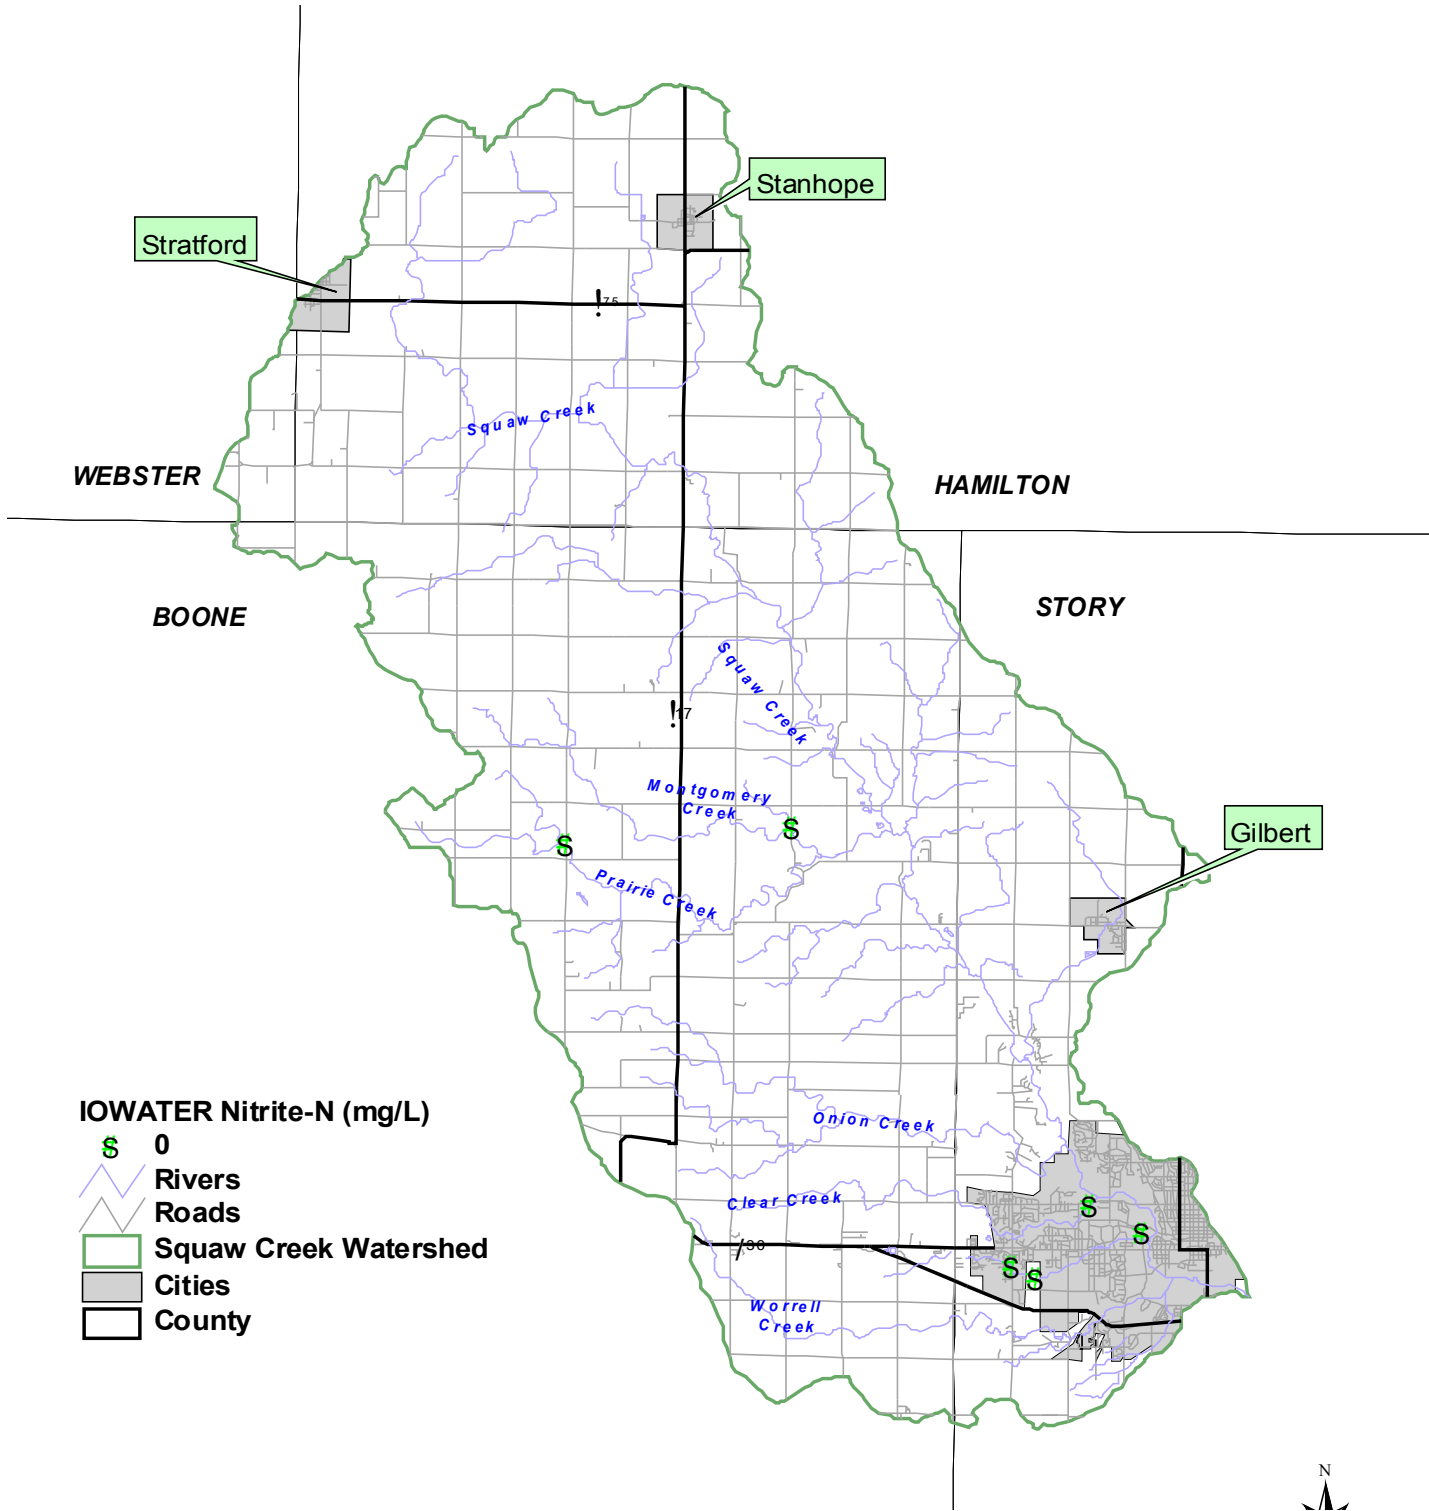 Stanhope
Stratford
! 75
Squaw Creek
WEBSTER
HAMILTON
BOONE
STORY
Squaw Creek
! 17
Montgomery
Creek
Gilbert
Prairie Creek
Onion Creek
Clear Creek
/ 30
Worrell
Creek
IOWATER Nitrite-N (mg/L)
$ 0
Rivers
Roads
Squaw Creek Watershed
Cities
County
$
$
$
$
$
$
N